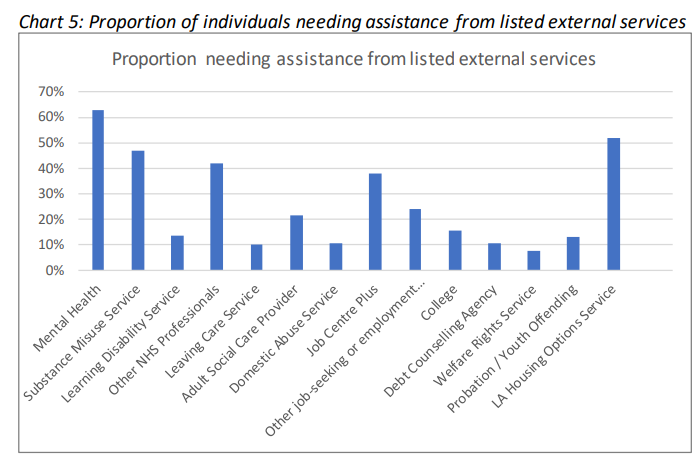 Chart 5: Proportion of individuals needing assistance from listed external services
Proportion needing assistance from listed external services
70%
60%
50%
40%
30%
20%
10%
0%
Mental Health
Substance Misuse Service
Learning Disability Service
Other NHS Professionals
Leaving Care Service
Adult Social Care Provider
Domestic Abuse Service
Job Centre Plus
Other job-seeking or employment...
College
Debt Counselling Agency
Welfare Rights Service
Probation / Youth Offending
LA Housing Options Service